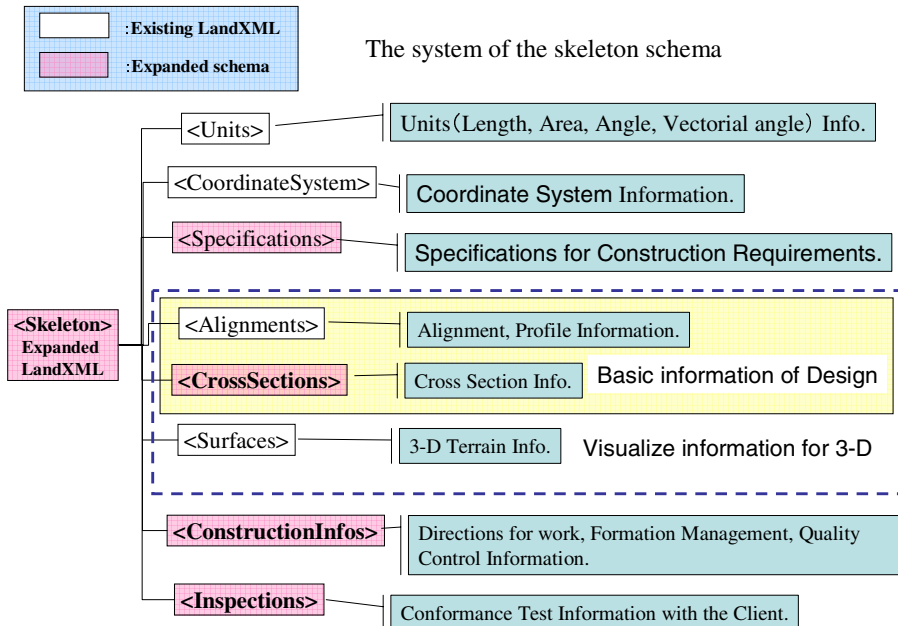 :Existing LandXML
:Expanded schema
The system of the skeleton schema
<Units>
Units（Length, Area, Angle, Vectorial angle）Info.
<CoordinateSystem>
Coordinate System Information.
<Specifications>
Specifications for Construction Requirements.
<Skeleton>
Expanded
LandXML
<Alignments>
Alignment, Profile Information.
<CrossSections>
Cross Section Info.
Basic information of Design
<Surfaces>
3-D Terrain Info.
Visualize information for 3-D
<ConstructionInfos>
Directions for work, Formation Management, Quality
Control Information.
<Inspections>
Conformance Test Information with the Client.